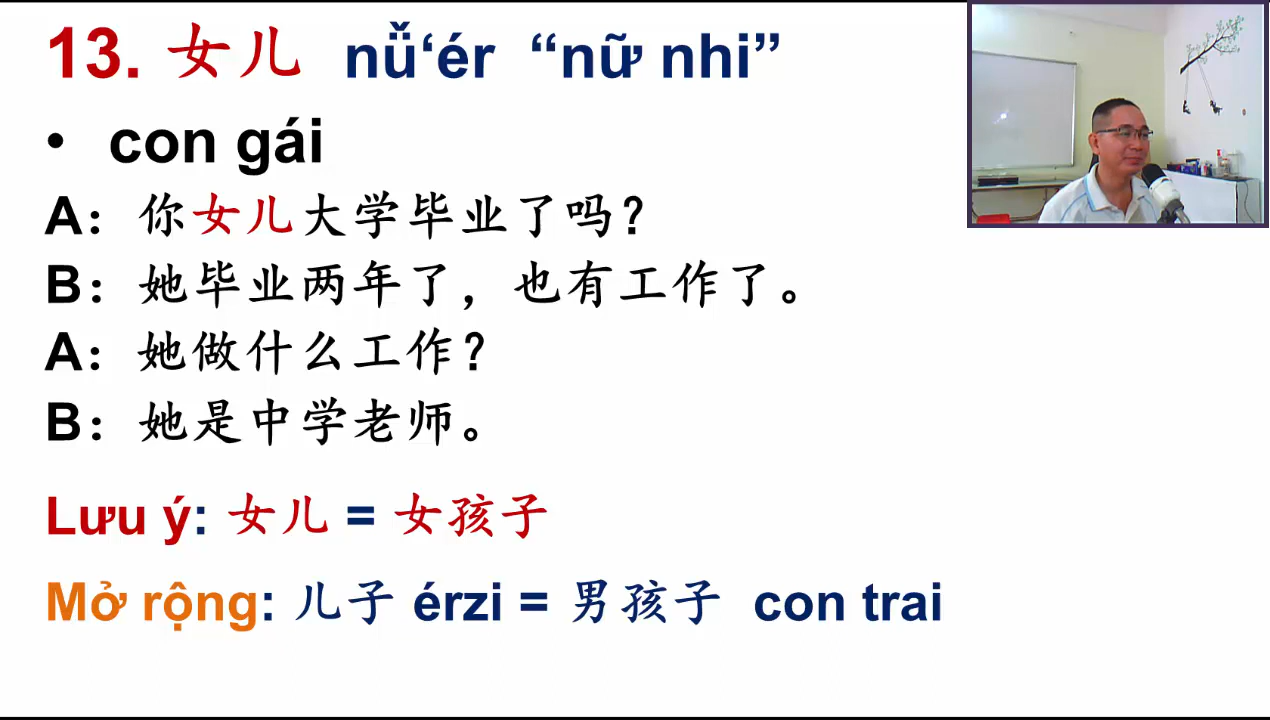 13. 女儿 nǚ‘ér “nữ nhi”
• con gái
A：你女儿大学毕业了吗？
B：她毕业两年了，也有工作了。
A：她做什么工作？
B：她是中学老师。
Lưu ý: 女儿 = 女孩子
Mở rộng: 儿子 érzi = 男孩子 con trai